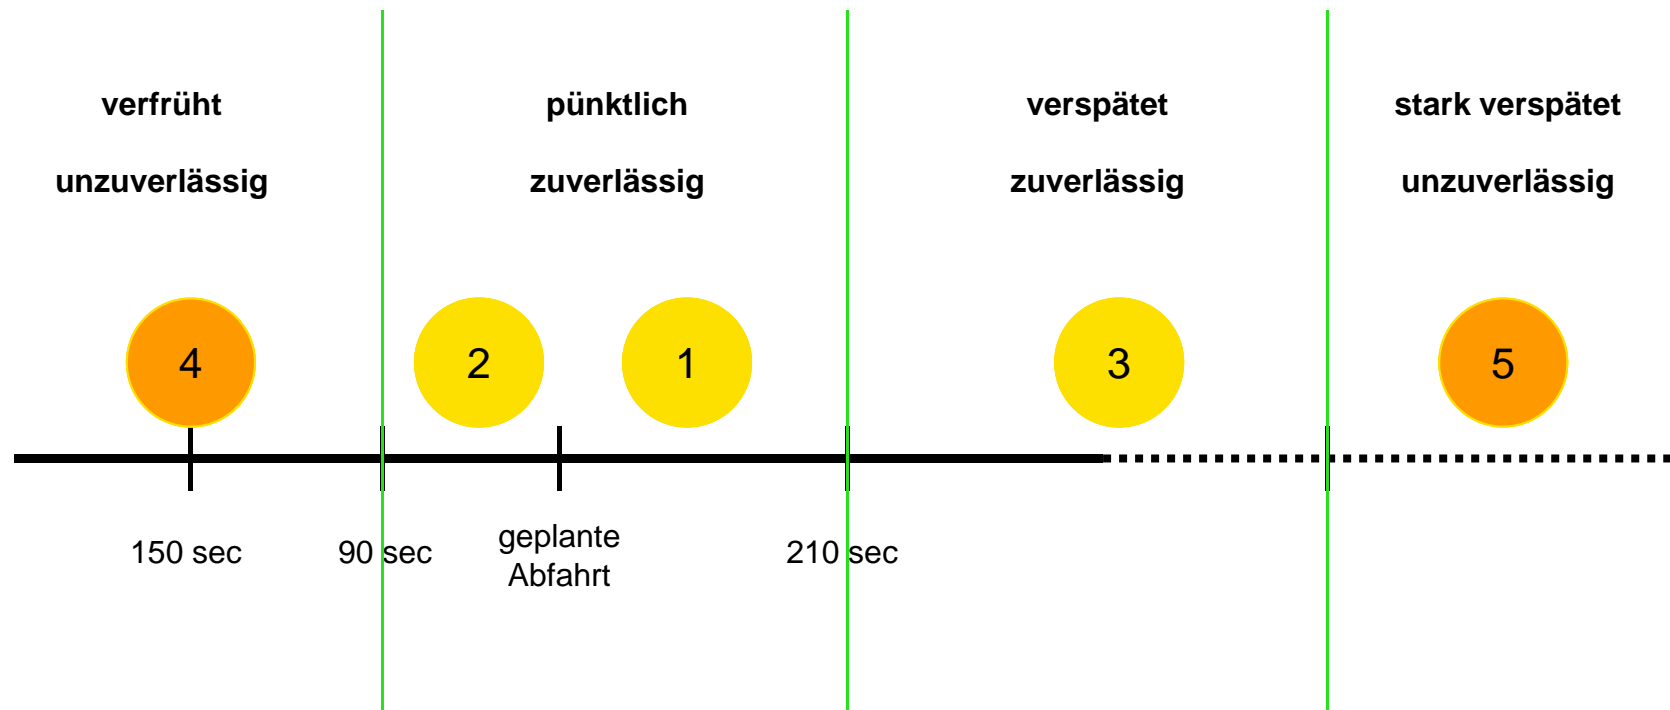 verfrüht
pünktlich
verspätet
stark verspätet
unzuverlässig
zuverlässig
zuverlässig
unzuverlässig
4
2
1
3
5
150 sec
90 sec
geplante
Abfahrt
210 sec